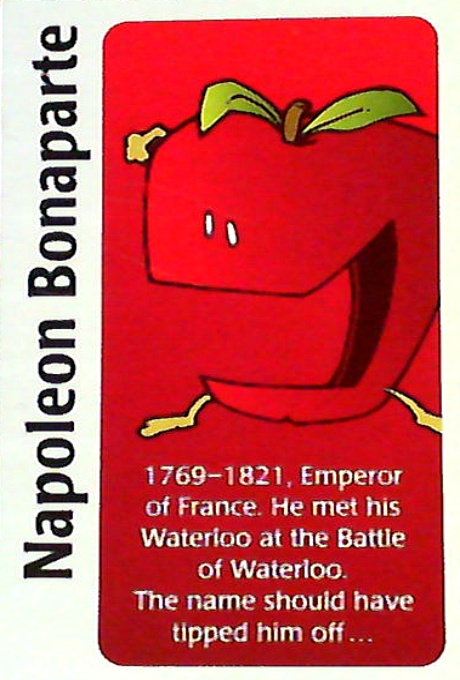 Napoleon Bonaparte
1769–1821, Emperor
of France. He met his
Waterloo at the Battle
of Waterloo.
The name should have
tipped him off ...